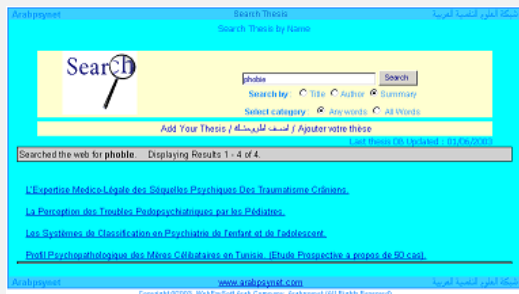 Arabpsynet Search Thesis شبكة العلوم النفسية العربية
Search Thesis by Name
Search
phobie Search
Search by : Title Author Summary
Select category : Any words All Words
Add Your Thesis / اضف اطروحتك / Ajouter votre thèse
Last thesis DB Updated : 01/06/2003
Searched the web for phobie. Displaying Results 1 - 4 of 4.
L'Expertise Medico-Légale des Séquelles Psychiques Des Traumatisme Crâniens.
La Perception des Troubles Pedopsychiatriques par les Pédiatres.
Les Systèmes de Classification en Psychiatrie de l'enfant et de l'adolescent.
Profil Psychopathologique des Mères Célibataires en Tunisie. (Etude Prospective a propos de 50 cas).
Arabpsynet www.arabpsynet.com شبكة العلوم النفسية العربية